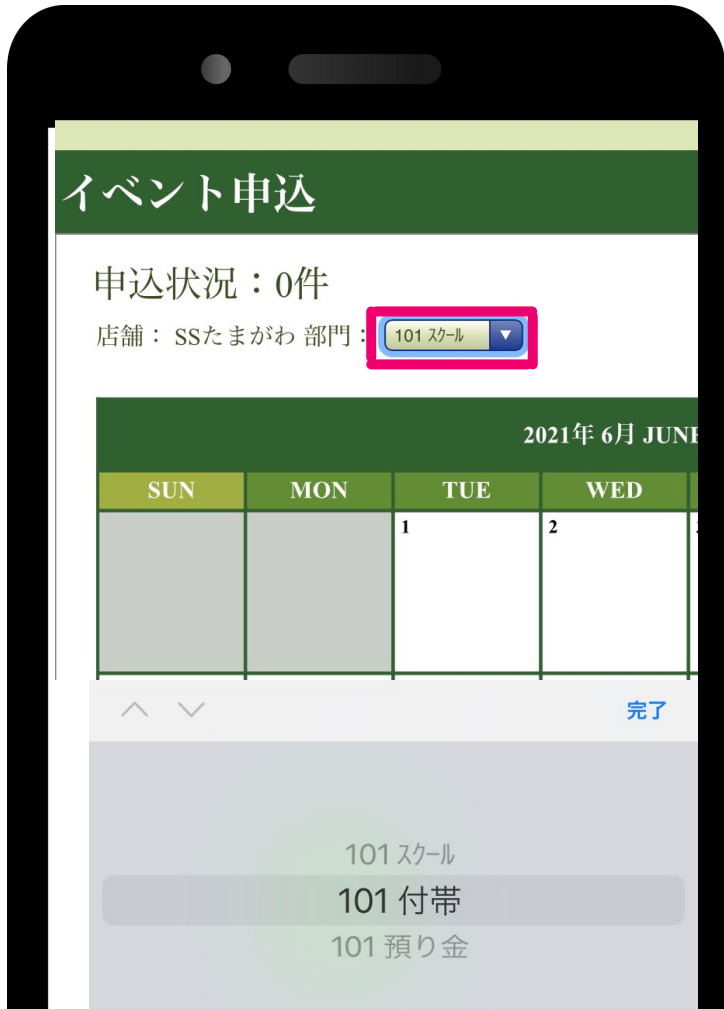 イベント申込
申込状況：0件
店舗： SSたまがわ 部門：
101 ｽｸｰﾙ
2021年 6月 JUNE
SUN MON TUE WED
1 2
完了
101 ｽｸｰﾙ
101 付帯
101 預り金